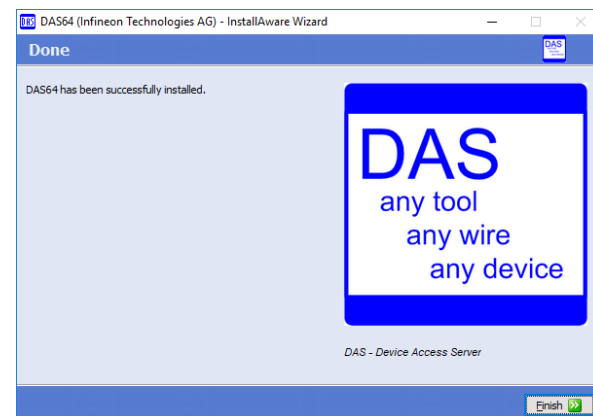 DAS64 (Infineon Technologies AG) - InstallAware Wizard
Done
DAS64 has been successfully installed.
DAS
any tool
any wire
any device
DAS - Device Access Server
Finish